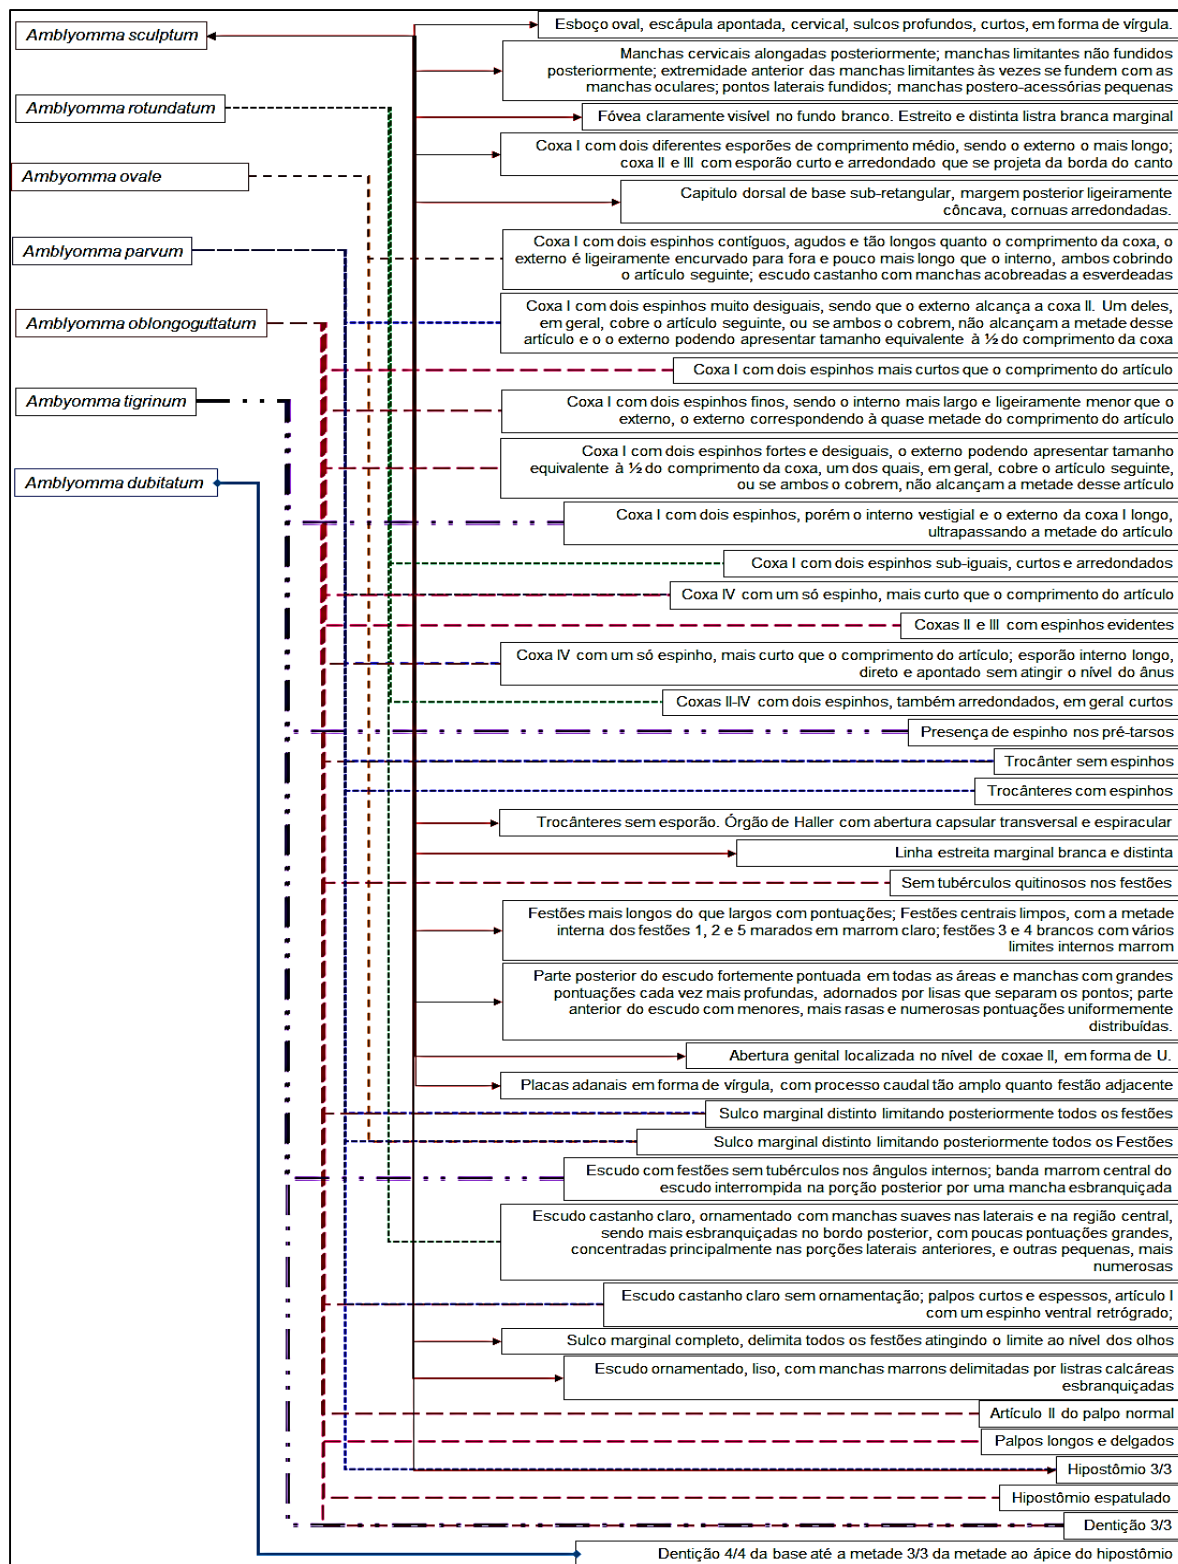 Amblyomma sculptum
Amblyomma rotundatum
Ambyomma ovale
Amblyomma parvum
Amblyomma oblongoguttatum
Ambyomma tigrinum
Amblyomma dubitatum
Esboço oval, escápula apontada, cervical, sulcos profundos, curtos, em forma de vírgula.
Manchas cervicais alongadas posteriormente; manchas limitantes não fundidos
posteriormente; extremidade anterior das manchas limitantes às vezes se fundem com as
manchas oculares; pontos laterais fundidos; manchas postero-acessórias pequenas
Fóvea claramente visível no fundo branco. Estreito e distinta listra branca marginal
Coxa I com dois diferentes esporões de comprimento médio, sendo o externo o mais longo;
coxa II e III com esporão curto e arredondado que se projeta da borda do canto
Capitulo dorsal de base sub-retangular, margem posterior ligeiramente
côncava, cornuas arredondadas.
Coxa I com dois espinhos contíguos, agudos e tão longos quanto o comprimento da coxa, o
externo é ligeiramente encurvado para fora e pouco mais longo que o interno, ambos cobrindo
o artículo seguinte; escudo castanho com manchas acobreadas a esverdeadas
Coxa I com dois espinhos muito desiguais, sendo que o externo alcança a coxa II. Um deles,
em geral, cobre o artículo seguinte, ou se ambos o cobrem, não alcançam a metade desse
artículo e o o externo podendo apresentar tamanho equivalente à ½ do comprimento da coxa
Coxa I com dois espinhos mais curtos que o comprimento do artículo
Coxa I com dois espinhos finos, sendo o interno mais largo e ligeiramente menor que o
externo, o externo correspondendo à quase metade do comprimento do artículo
Coxa I com dois espinhos fortes e desiguais, o externo podendo apresentar tamanho
equivalente à ½ do comprimento da coxa, um dos quais, em geral, cobre o artículo seguinte,
ou se ambos o cobrem, não alcançam a metade desse artículo
Coxa I com dois espinhos, porém o interno vestigial e o externo da coxa I longo,
ultrapassando a metade do artículo
Coxa I com dois espinhos sub-iguais, curtos e arredondados
Coxa IV com um só espinho, mais curto que o comprimento do artículo
Coxas II e III com espinhos evidentes
Coxa IV com um só espinho, mais curto que o comprimento do artículo; esporão interno longo,
direto e apontado sem atingir o nível do ânus
Coxas II-IV com dois espinhos, também arredondados, em geral curtos
Presença de espinho nos pré-tarsos
Trocânter sem espinhos
Trocânteres com espinhos
Trocânteres sem esporão. Órgão de Haller com abertura capsular transversal e espiracular
Linha estreita marginal branca e distinta
Sem tubérculos quitinosos nos festões
Festões mais longos do que largos com pontuações; Festões centrais limpos, com a metade
interna dos festões 1, 2 e 5 marados em marrom claro; festões 3 e 4 brancos com vários
limites internos marrom
Parte posterior do escudo fortemente pontuada em todas as áreas e manchas com grandes
pontuações cada vez mais profundas, adornados por lisas que separam os pontos; parte
anterior do escudo com menores, mais rasas e numerosas pontuações uniformemente
distribuídas.
Abertura genital localizada no nível de coxae II, em forma de U.
Placas adanais em forma de vírgula, com processo caudal tão amplo quanto festão adjacente
Sulco marginal distinto limitando posteriormente todos os festões
Sulco marginal distinto limitando posteriormente todos os Festões
Escudo com festões sem tubérculos nos ângulos internos; banda marrom central do
escudo interrompida na porção posterior por uma mancha esbranquiçada
Escudo castanho claro, ornamentado com manchas suaves nas laterais e na região central,
sendo mais esbranquiçadas no bordo posterior, com poucas pontuações grandes,
concentradas principalmente nas porções laterais anteriores, e outras pequenas, mais
numerosas
Escudo castanho claro sem ornamentação; palpos curtos e espessos, artículo I
com um espinho ventral retrógrado;
Sulco marginal completo, delimita todos os festões atingindo o limite ao nível dos olhos
Escudo ornamentado, liso, com manchas marrons delimitadas por listras calcáreas
esbranquiçadas
Artículo II do palpo normal
Palpos longos e delgados
Hipostômio 3/3
Hipostômio espatulado
Dentição 3/3
Dentição 4/4 da base até a metade 3/3 da metade ao ápice do hipostômio